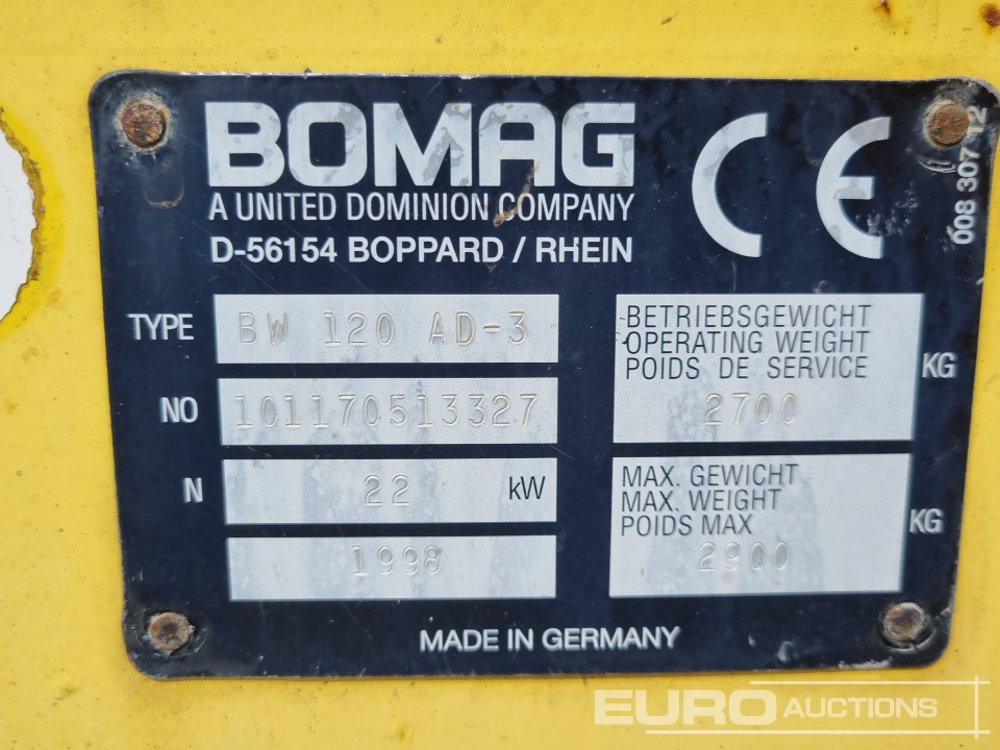 BOMAG
A UNITED DOMINION COMPANY
D-56154 BOPPARD / RHEIN
CE
008 307 12
TYPE BW 120 AD-3
NO 101170513327
N 22 kW
1998
BETRIEBSGEWICHT
OPERATING WEIGHT
POIDS DE SERVICE KG
2700
MAX. GEWICHT
MAX. WEIGHT
POIDS MAX KG
2900
MADE IN GERMANY
EURO AUCTIONS